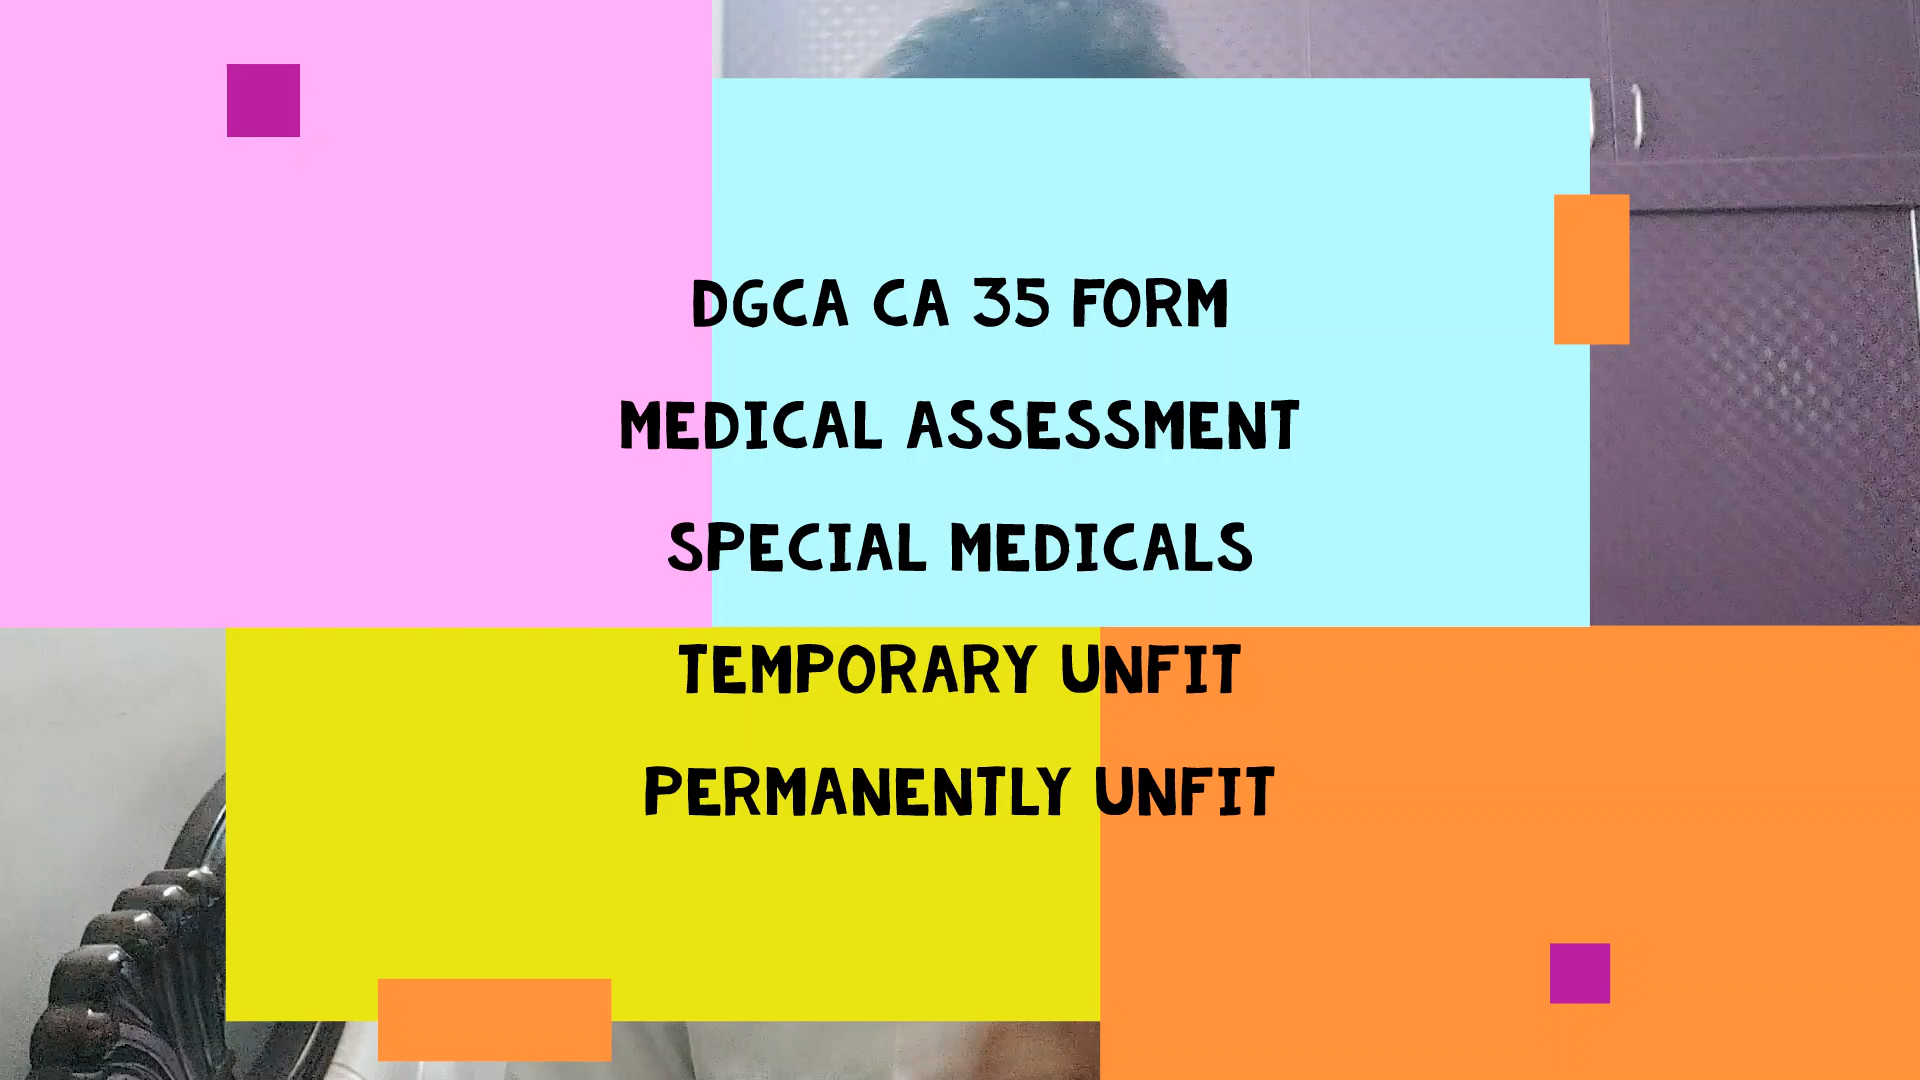 DGCA CA 35 FORM
MEDICAL ASSESSMENT
SPECIAL MEDICALS
TEMPORARY UNFIT
PERMANENTLY UNFIT